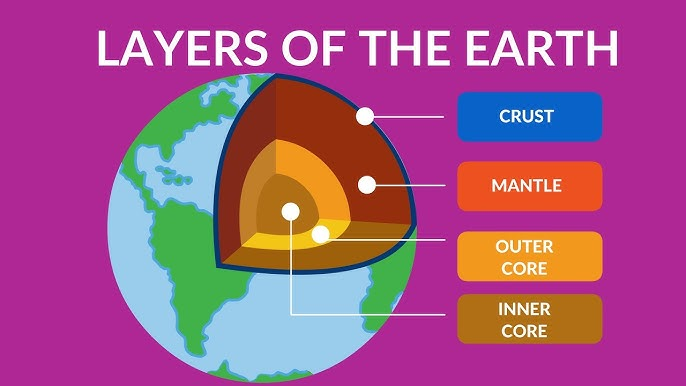 LAYERS OF THE EARTH
CRUST
MANTLE
OUTER
CORE
INNER
CORE